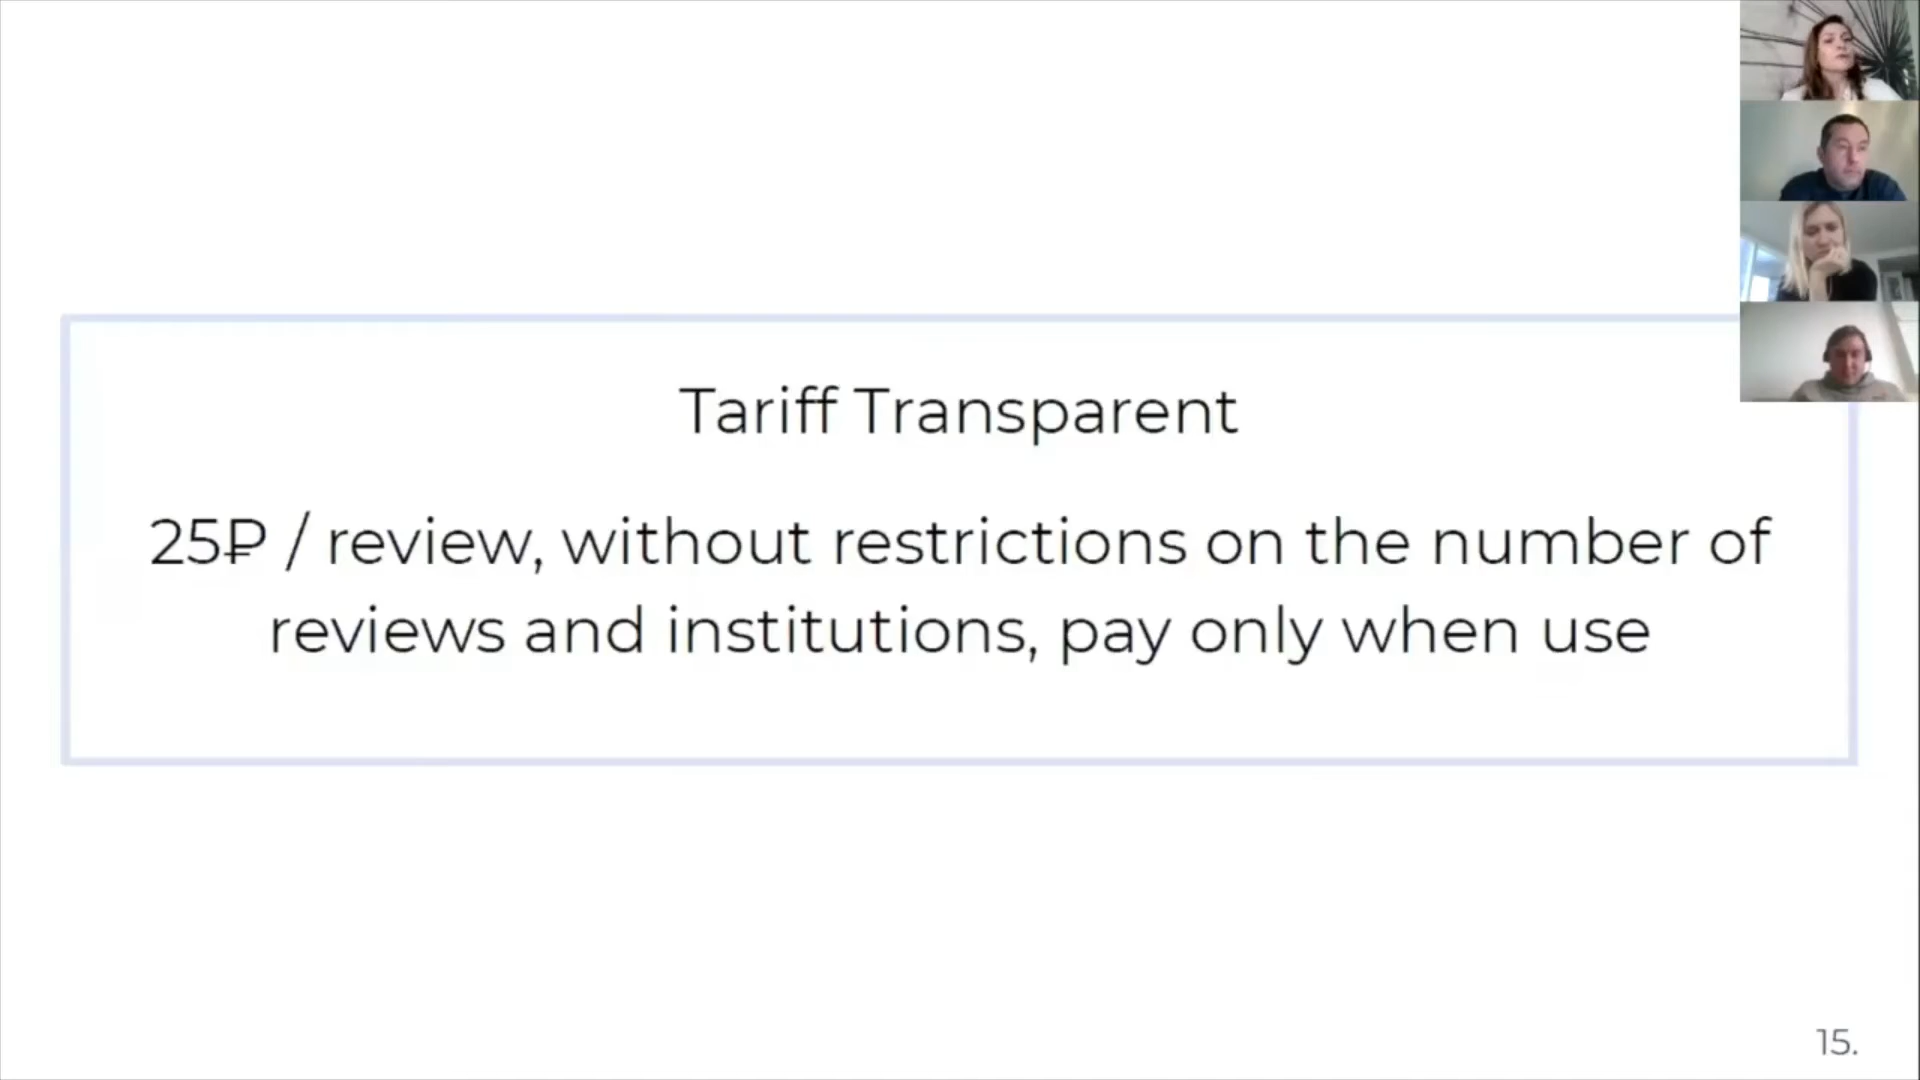 Tariff Transparent
25₽ / review, without restrictions on the number of
reviews and institutions, pay only when use
15.